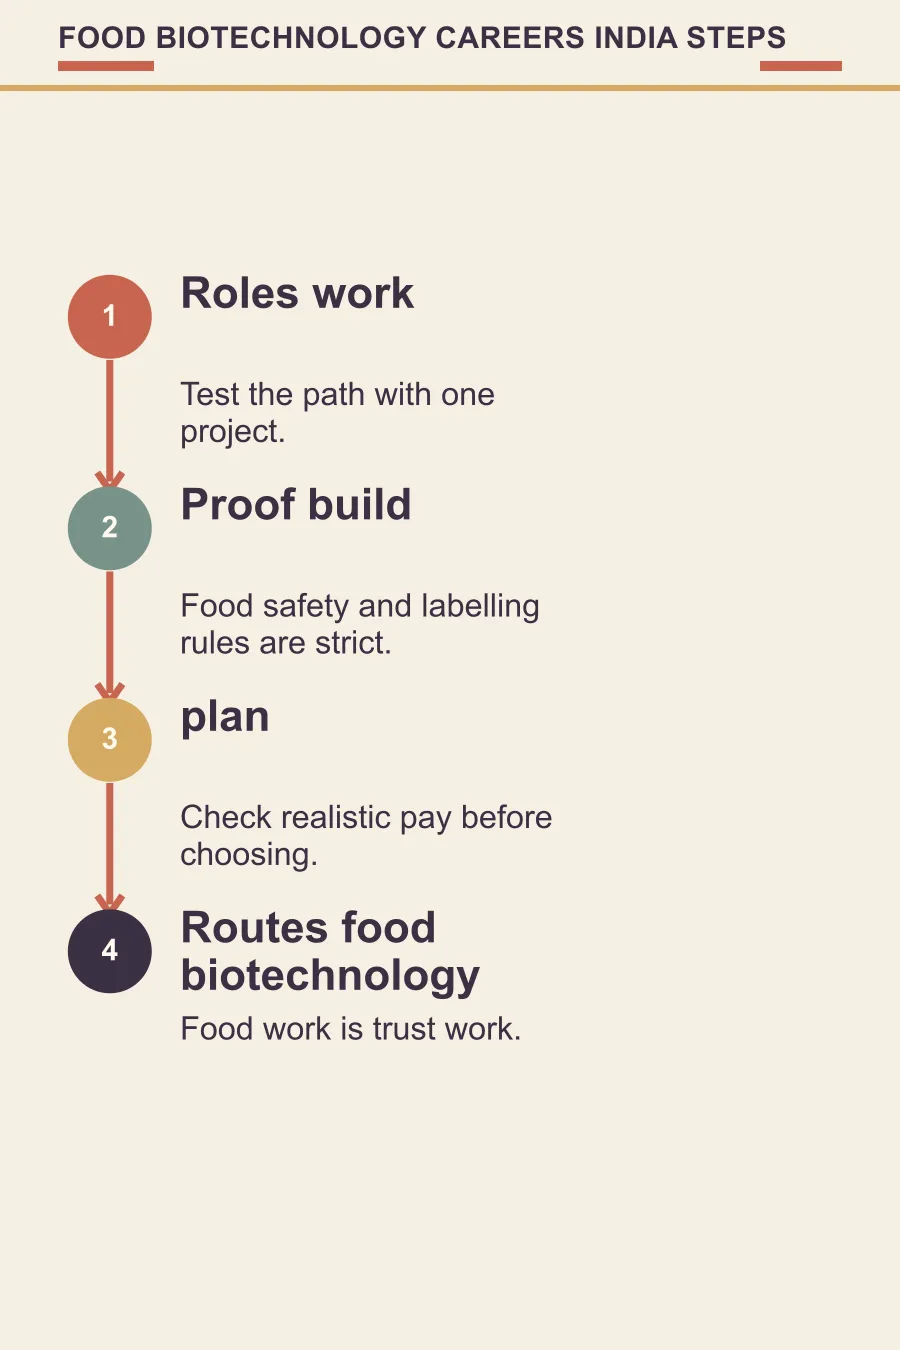 FOOD BIOTECHNOLOGY CAREERS INDIA STEPS
1
Roles work
Test the path with one
project.
2
Proof build
Food safety and labelling
rules are strict.
3
plan
Check realistic pay before
choosing.
4
Routes food
biotechnology
Food work is trust work.